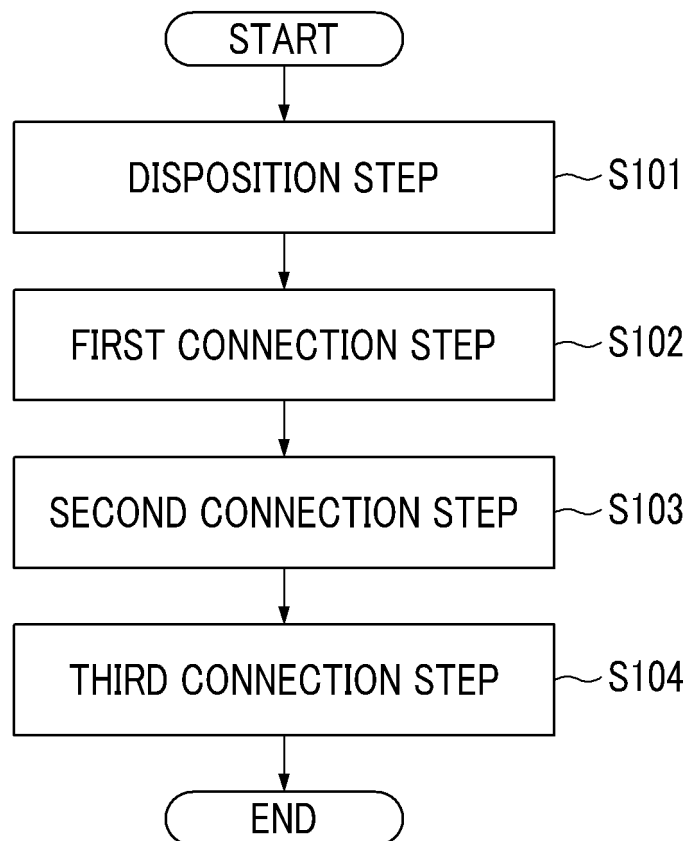 START
DISPOSITION STEP
S101
FIRST CONNECTION STEP
S102
SECOND CONNECTION STEP
S103
THIRD CONNECTION STEP
S104
END